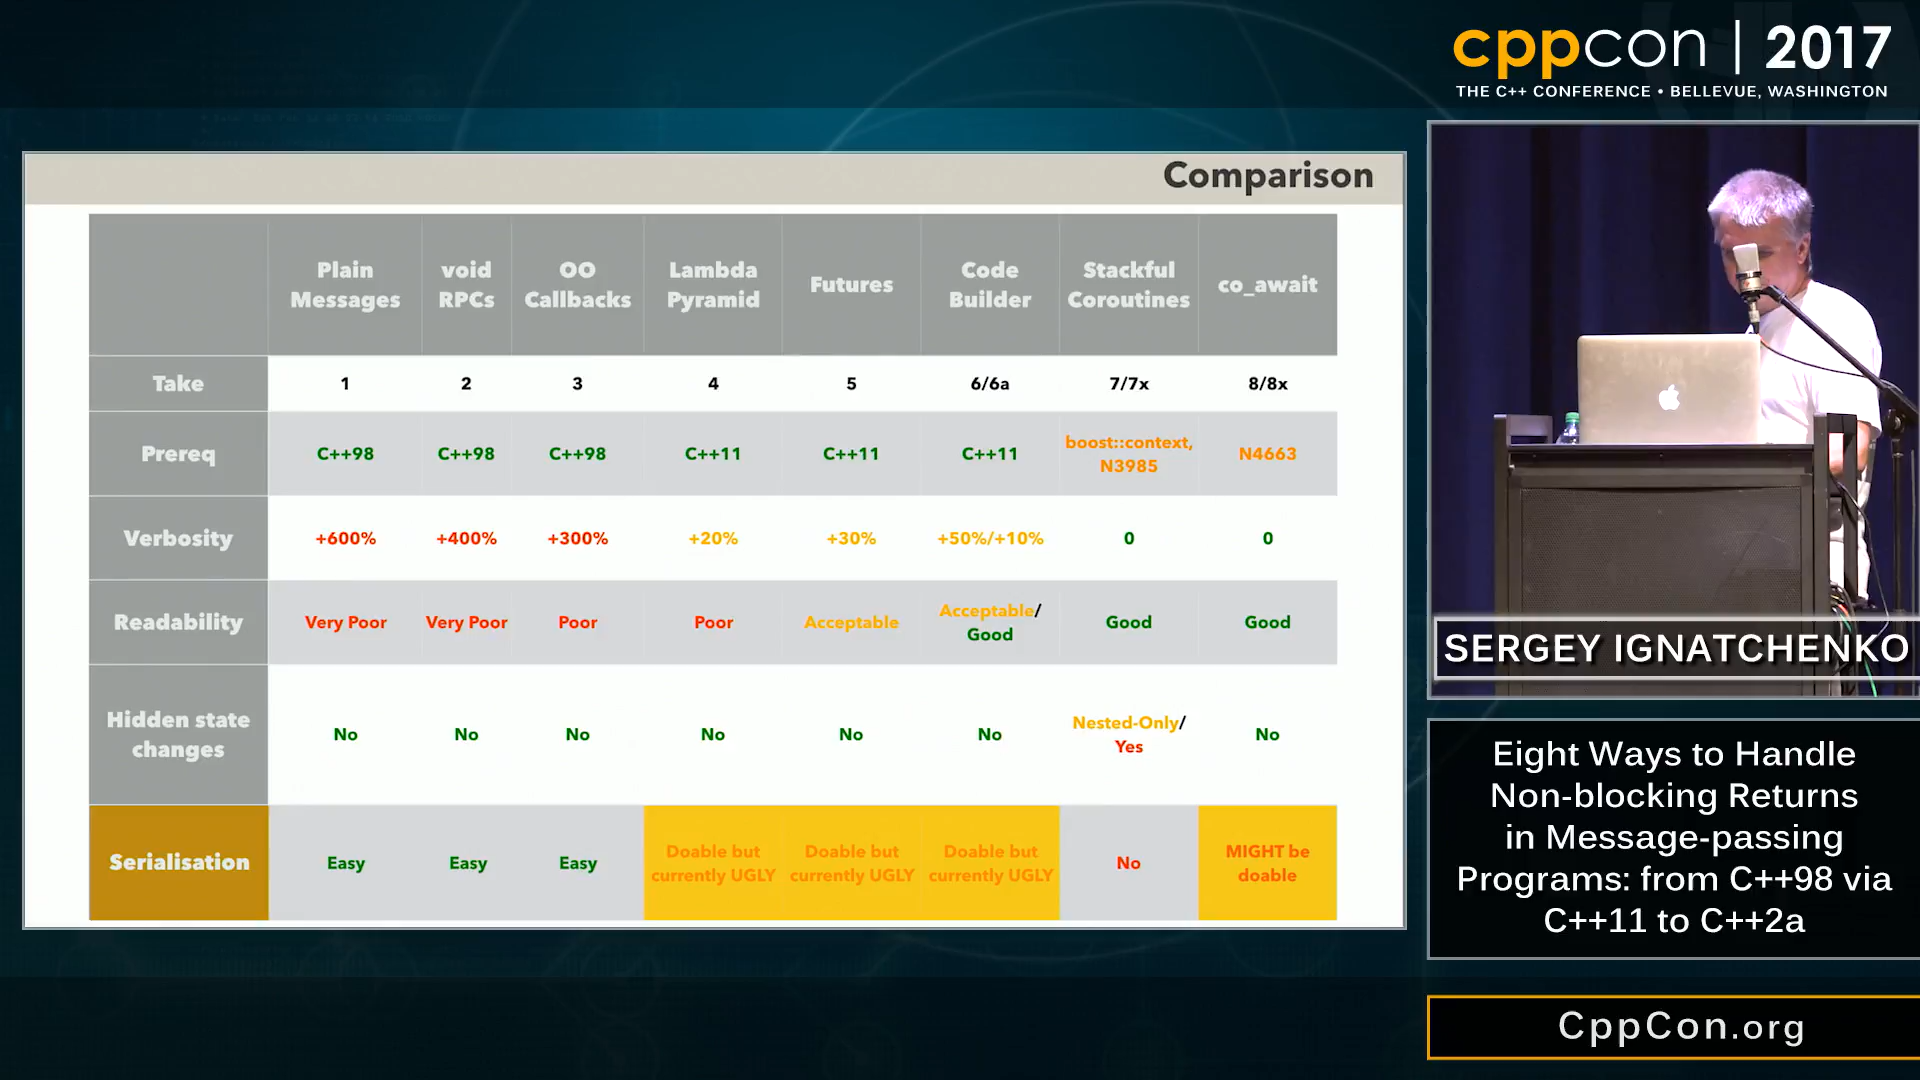 cppcon | 2017
THE C++ CONFERENCE • BELLEVUE, WASHINGTON
Comparison
Plain Messages void RPCs OO Callbacks Lambda Pyramid Futures Code Builder Stackful Coroutines co_await
Take 1 2 3 4 5 6/6a 7/7x 8/8x
Prereq C++98 C++98 C++98 C++11 C++11 C++11 boost::context, N3985 N4663
Verbosity +600% +400% +300% +20% +30% +50%/+10% 0 0
Readability Very Poor Very Poor Poor Poor Acceptable Acceptable/Good Good Good
Hidden state changes No No No No No No Nested-Only/Yes No
Serialisation Easy Easy Easy Doable but currently UGLY Doable but currently UGLY Doable but currently UGLY No MIGHT be doable
SERGEY IGNATCHENKO
Eight Ways to Handle
Non-blocking Returns
in Message-passing
Programs: from C++98 via
C++11 to C++2a
CppCon.org